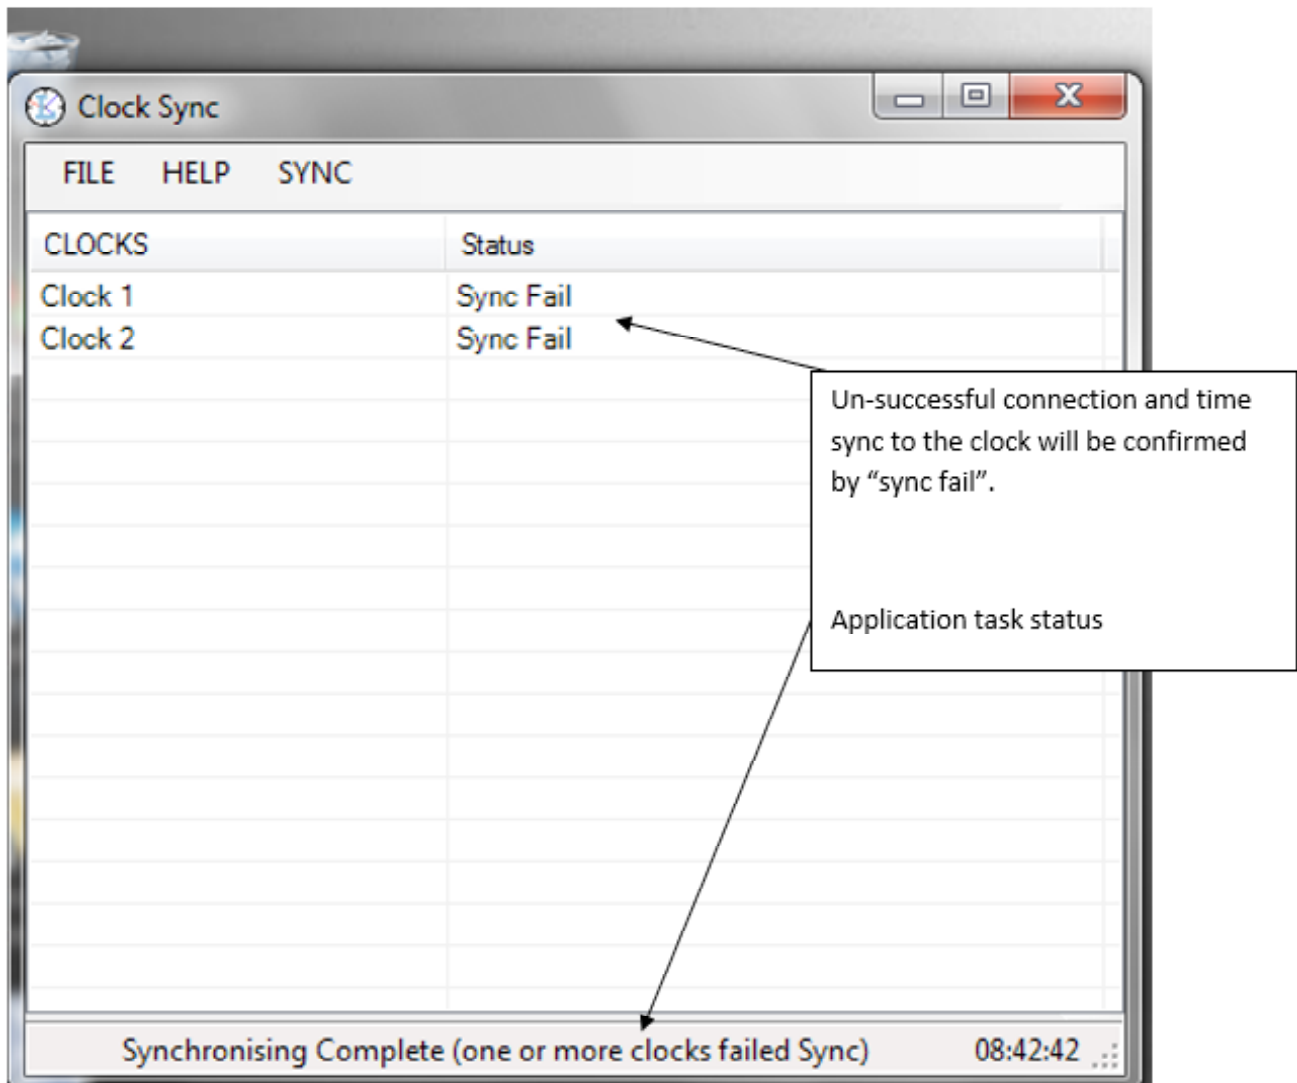 Clock Sync
FILE HELP SYNC
CLOCKS Status
Clock 1 Sync Fail
Clock 2 Sync Fail
Un-successful connection and time
sync to the clock will be confirmed
by “sync fail”.
Application task status
Synchronising Complete (one or more clocks failed Sync) 08:42:42